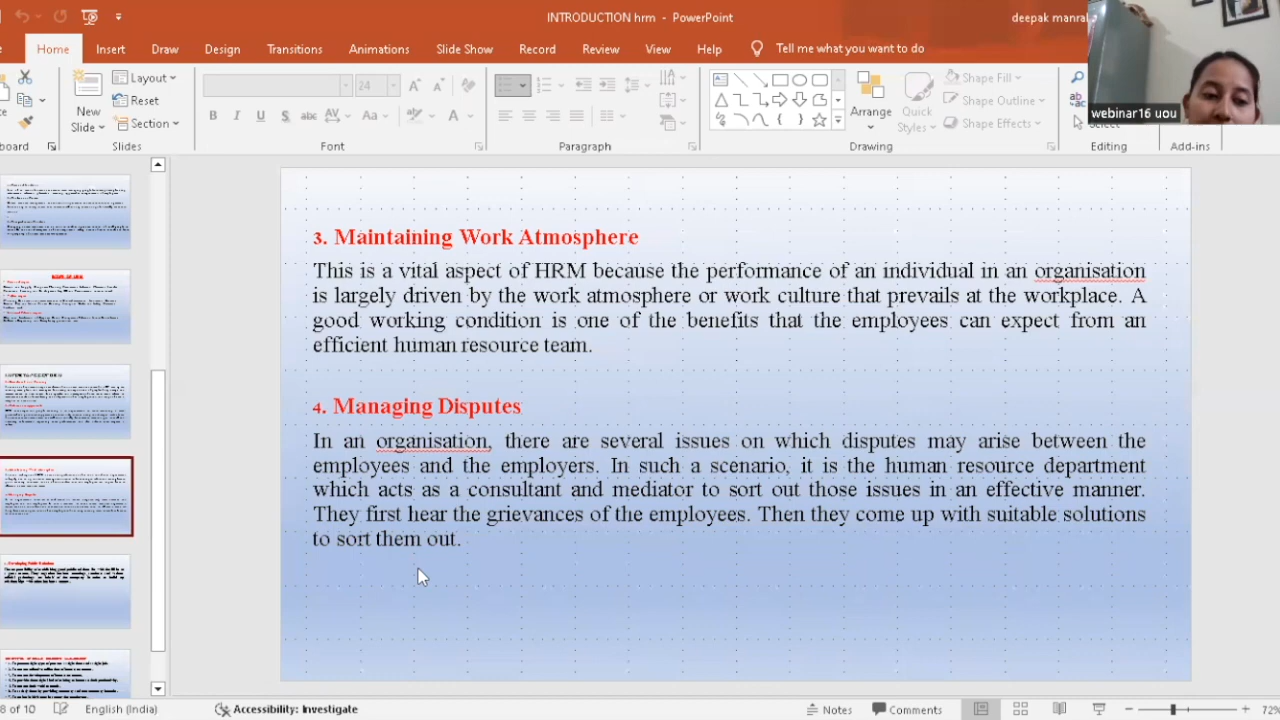 INTRODUCTION hrm - PowerPoint
deepak manral
Home Insert Draw Design Transitions Animations Slide Show Record Review View Help Tell me what you want to do
New
Slide
Layout
Reset
Section
Slides
24
B I U S abc AV Aa
Font
Paragraph
Arrange
Quick
Styles
Shape Fill
Shape Outline
Shape Effects
Drawing
Select
Editing
Add-ins
webinar16 uou
3. Maintaining Work Atmosphere
This is a vital aspect of HRM because the performance of an individual in an organisation
is largely driven by the work atmosphere or work culture that prevails at the workplace. A
good working condition is one of the benefits that the employees can expect from an
efficient human resource team.
4. Managing Disputes
In an organisation, there are several issues on which disputes may arise between the
employees and the employers. In such a scenario, it is the human resource department
which acts as a consultant and mediator to sort out those issues in an effective manner.
They first hear the grievances of the employees. Then they come up with suitable solutions
to sort them out.
8 of 10 English (India) Accessibility: Investigate Notes Comments 72%